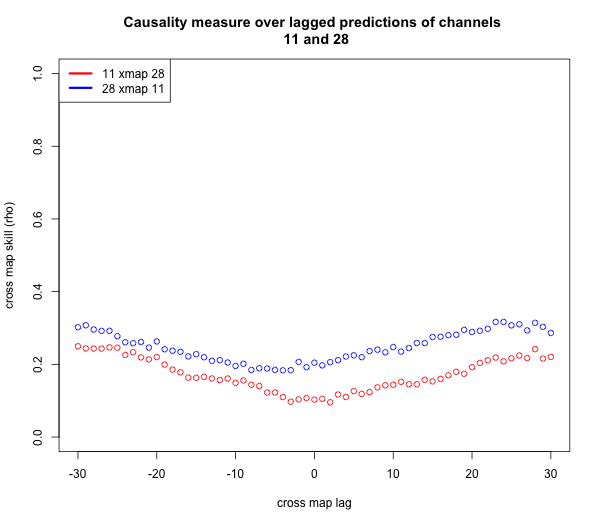 Causality measure over lagged predictions of channels
11 and 28
11 xmap 28
28 xmap 11
cross map skill (rho)
1.0
0.8
0.6
0.4
0.2
0.0
-30 -20 -10 0 10 20 30
cross map lag